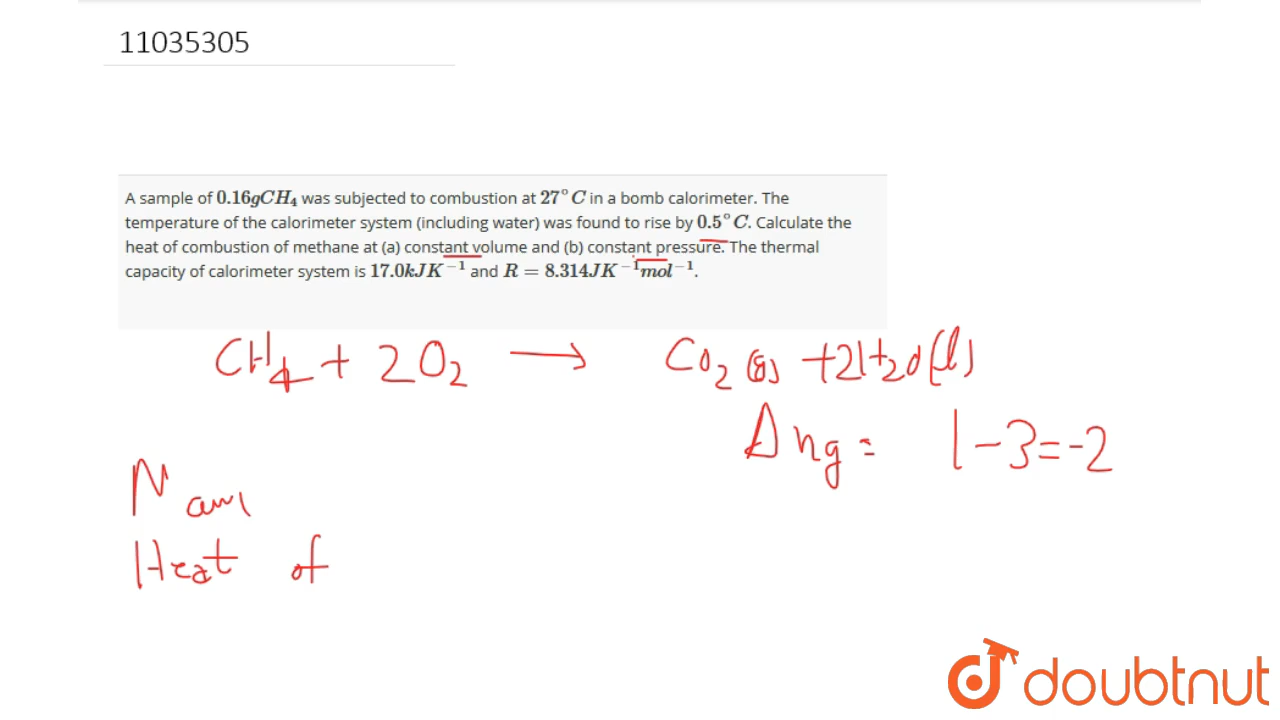 11035305
A sample of 0.16gCH₄ was subjected to combustion at 27°C in a bomb calorimeter. The
temperature of the calorimeter system (including water) was found to rise by 0.5°C. Calculate the
heat of combustion of methane at (a) constant volume and (b) constant pressure. The thermal
capacity of calorimeter system is 17.0kJK⁻¹ and R = 8.314JK⁻¹mol⁻¹.
CH₄ + 2O₂ → CO₂(g) + 2H₂O(l)
Δng = 1-3=-2
Heat of
doubtnut